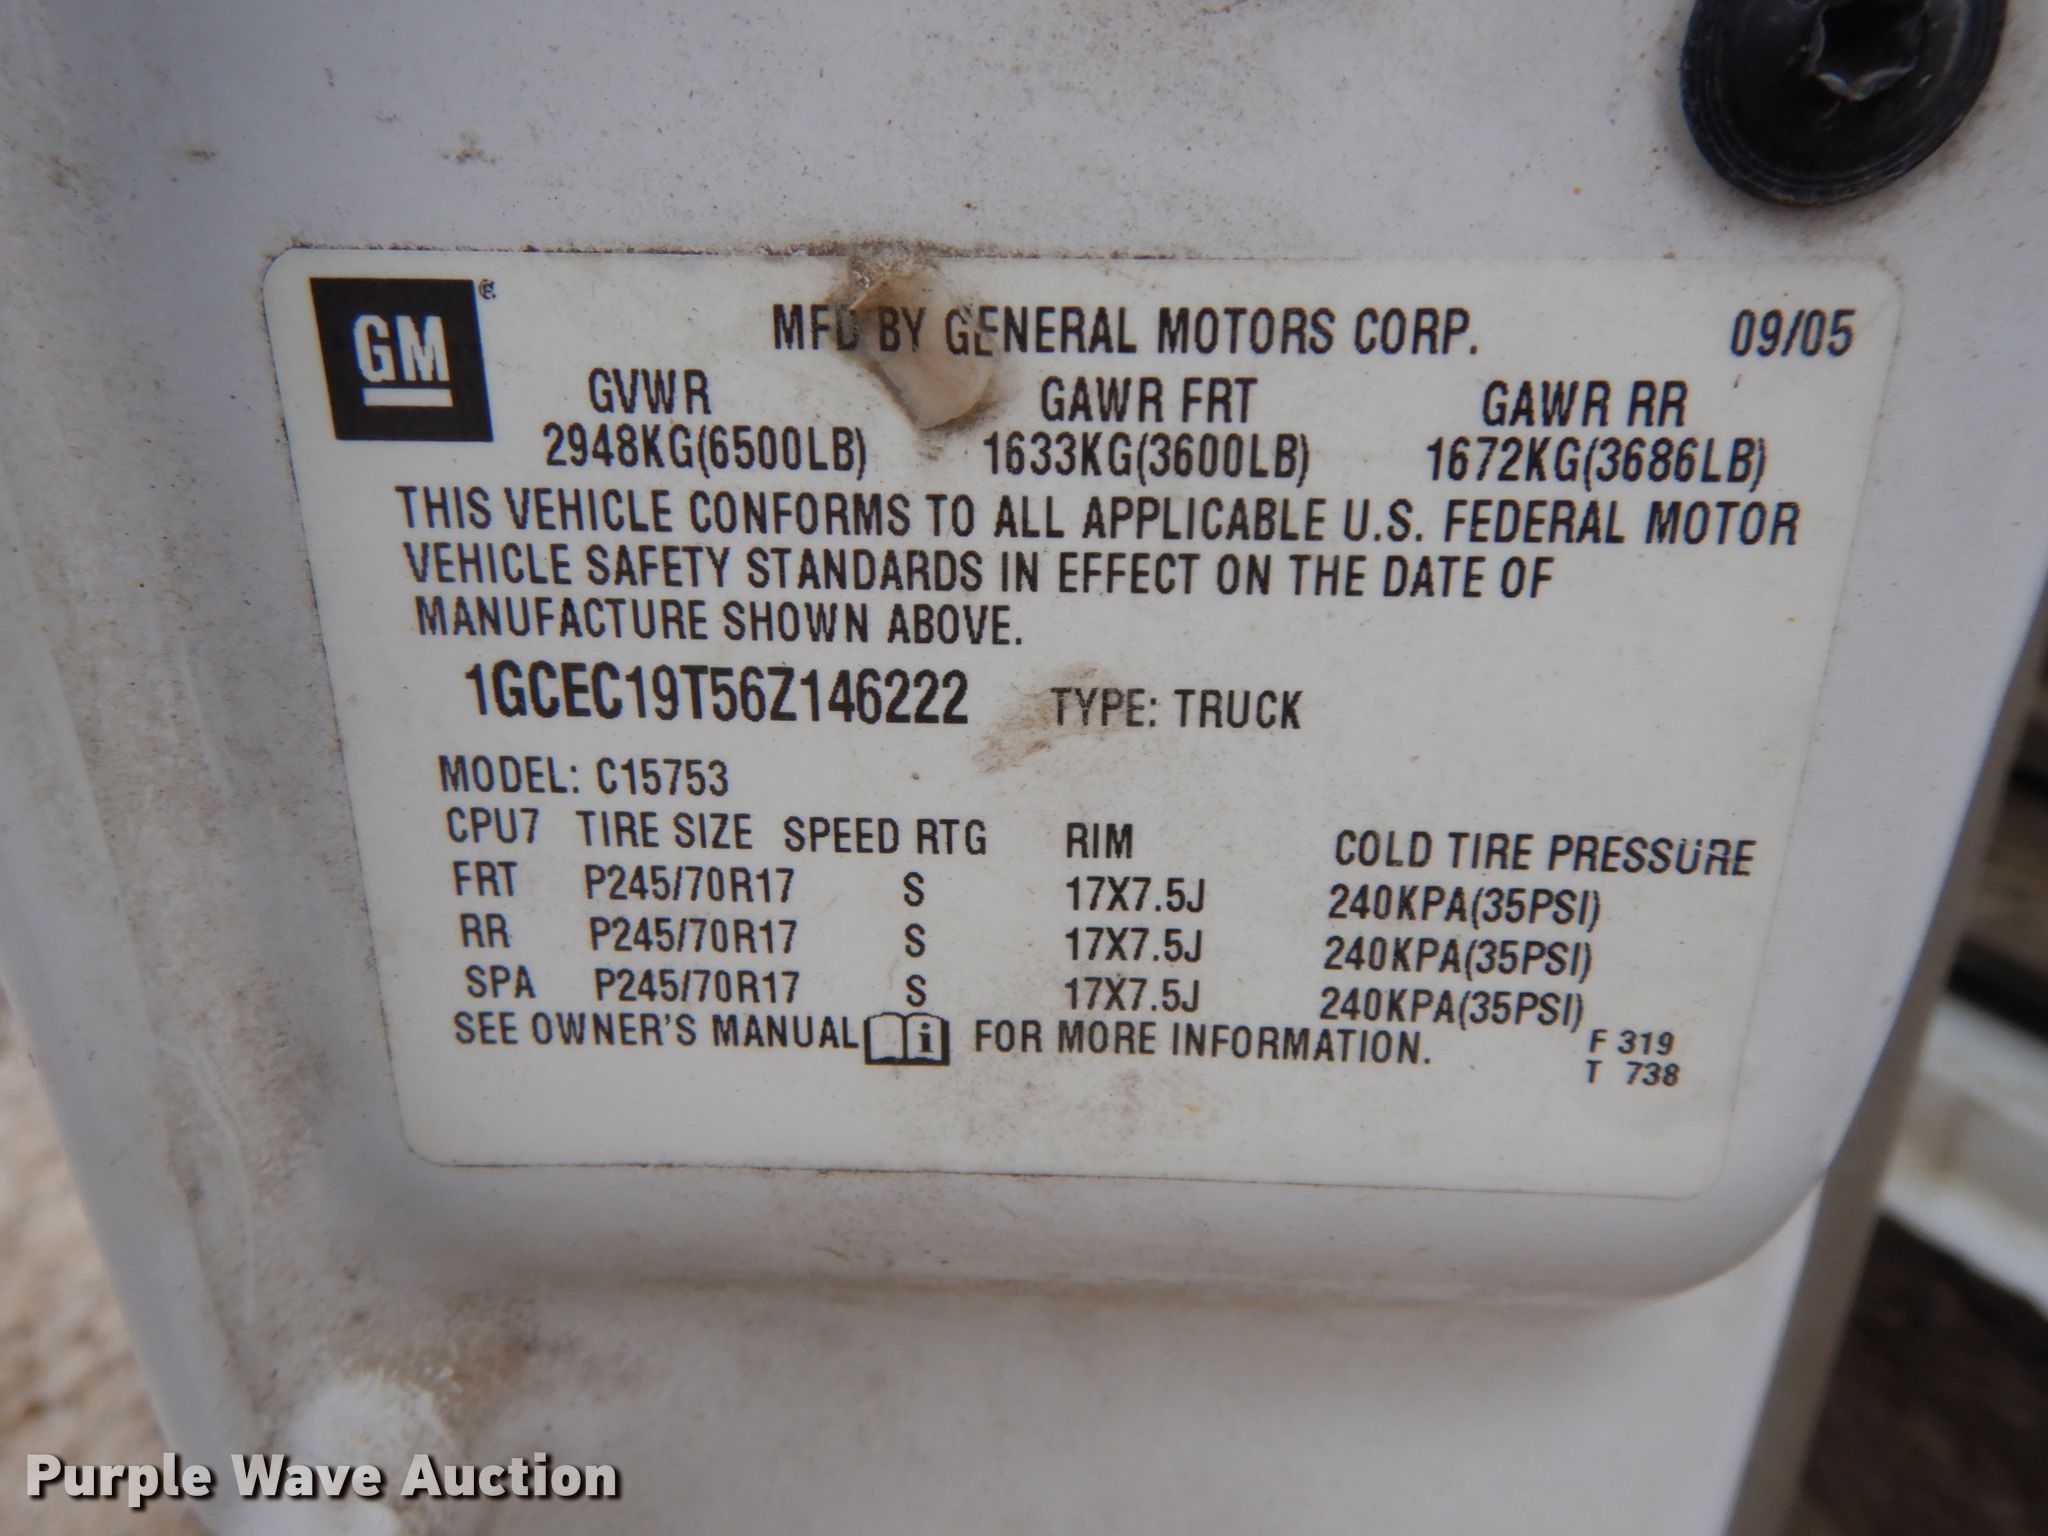 GM
MFD BY GENERAL MOTORS CORP. 09/05
GVWR GAWR FRT GAWR RR
2948KG(6500LB) 1633KG(3600LB) 1672KG(3686LB)
THIS VEHICLE CONFORMS TO ALL APPLICABLE U.S. FEDERAL MOTOR
VEHICLE SAFETY STANDARDS IN EFFECT ON THE DATE OF
MANUFACTURE SHOWN ABOVE.
1GCEC19T56Z146222 TYPE: TRUCK
MODEL: C15753
CPU7 TIRE SIZE SPEED RTG RIM COLD TIRE PRESSURE
FRT P245/70R17 S 17X7.5J 240KPA(35PSI)
RR P245/70R17 S 17X7.5J 240KPA(35PSI)
SPA P245/70R17 S 17X7.5J 240KPA(35PSI)
SEE OWNER'S MANUAL i FOR MORE INFORMATION.
F 319
T 738
Purple Wave Auction